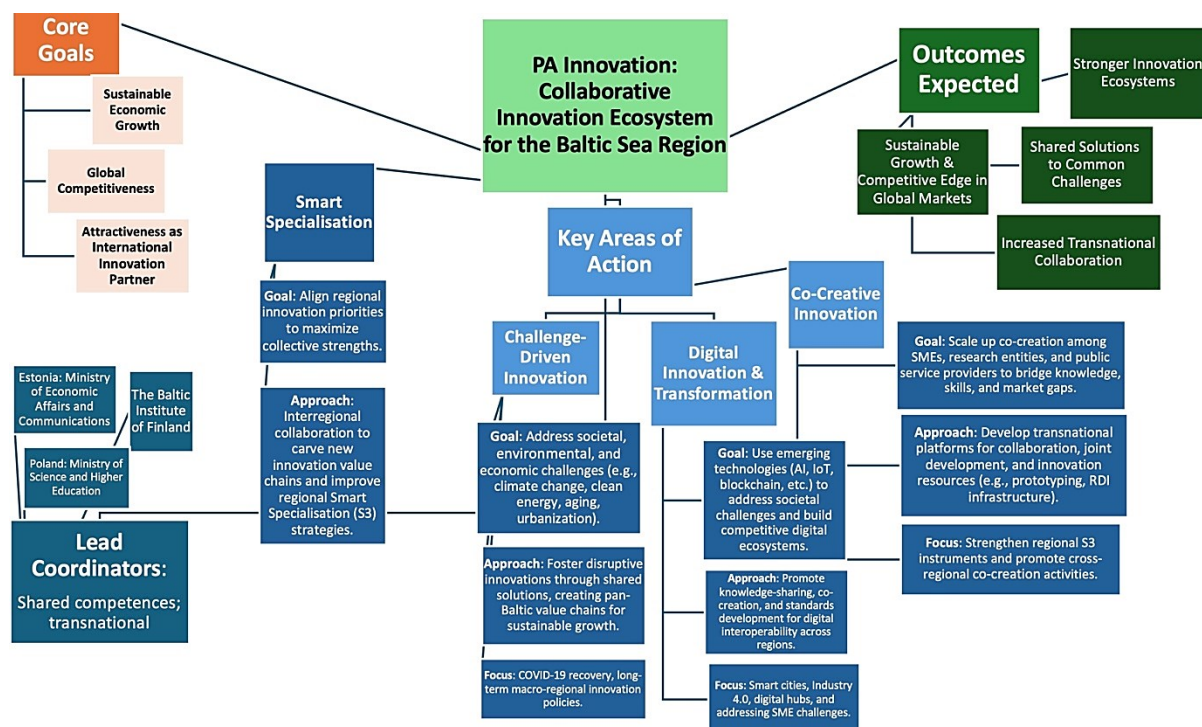 Core
Goals
Sustainable
Economic
Growth
Global
Competitiveness
Attractiveness as
International
Innovation
Partner
PA Innovation:
Collaborative
Innovation Ecosystem
for the Baltic Sea Region
Outcomes
Expected
Stronger Innovation
Ecosystems
Sustainable
Growth &
Competitive Edge in
Global Markets
Shared Solutions
to Common
Challenges
Increased Transnational
Collaboration
Smart
Specialisation
Goal: Align regional
innovation priorities
to maximize
collective strengths.
Approach:
Interregional
collaboration to
carve new
innovation value
chains and improve
regional Smart
Specialisation (S3)
strategies.
Key Areas of
Action
Challenge-
Driven
Innovation
Goal: Address societal,
environmental, and
economic challenges (e.g.,
climate change, clean
energy, aging,
urbanization).
Approach: Foster disruptive
innovations through shared
solutions, creating pan-
Baltic value chains for
sustainable growth.
Focus: COVID-19 recovery, long-
term macro-regional innovation
policies.
Digital
Innovation &
Transformation
Goal: Use emerging
technologies (AI, IoT,
blockchain, etc.) to
address societal
challenges and build
competitive digital
ecosystems.
Approach: Promote
knowledge-sharing, co-
creation, and standards
development for digital
interoperability across
regions.
Focus: Smart cities, Industry
4.0, digital hubs, and
addressing SME challenges.
Co-Creative
Innovation
Goal: Scale up co-creation among
SMEs, research entities, and public
service providers to bridge knowledge,
skills, and market gaps.
Approach: Develop transnational
platforms for collaboration, joint
development, and innovation
resources (e.g., prototyping, RDI
infrastructure).
Focus: Strengthen regional S3
instruments and promote cross-
regional co-creation activities.
Estonia: Ministry
of Economic
Affairs and
Communications
The Baltic
Institute
of Finland
Poland: Ministry of
Science and Higher
Education
Lead
Coordinators:
Shared competences;
transnational